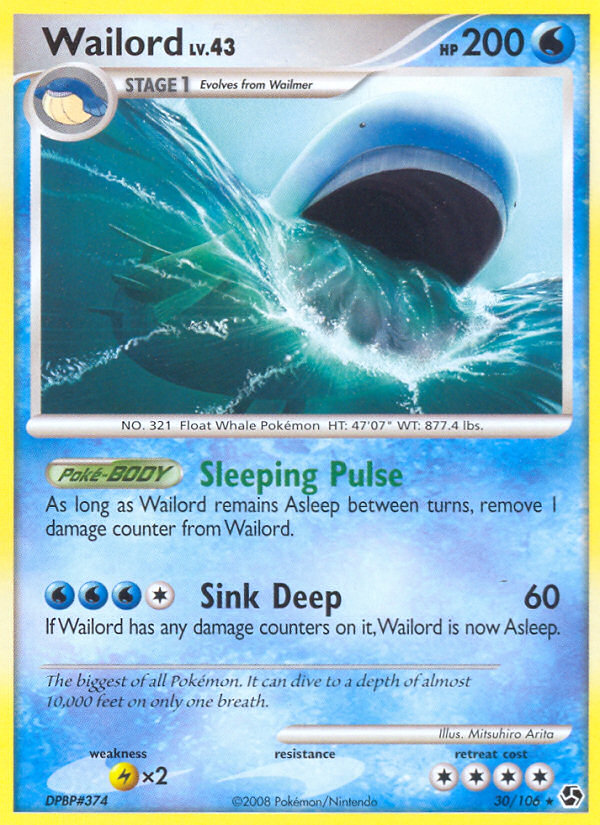 Wailord LV.43 HP 200
STAGE 1 Evolves from Wailmer
NO. 321 Float Whale Pokémon HT: 47'07" WT: 877.4 lbs.
Poké-BODY Sleeping Pulse
As long as Wailord remains Asleep between turns, remove 1
damage counter from Wailord.
Sink Deep 60
If Wailord has any damage counters on it, Wailord is now Asleep.
The biggest of all Pokémon. It can dive to a depth of almost
10,000 feet on only one breath.
Illus. Mitsuhiro Arita
weakness resistance retreat cost
×2
DPBP#374 ©2008 Pokémon/Nintendo 30/106 ★